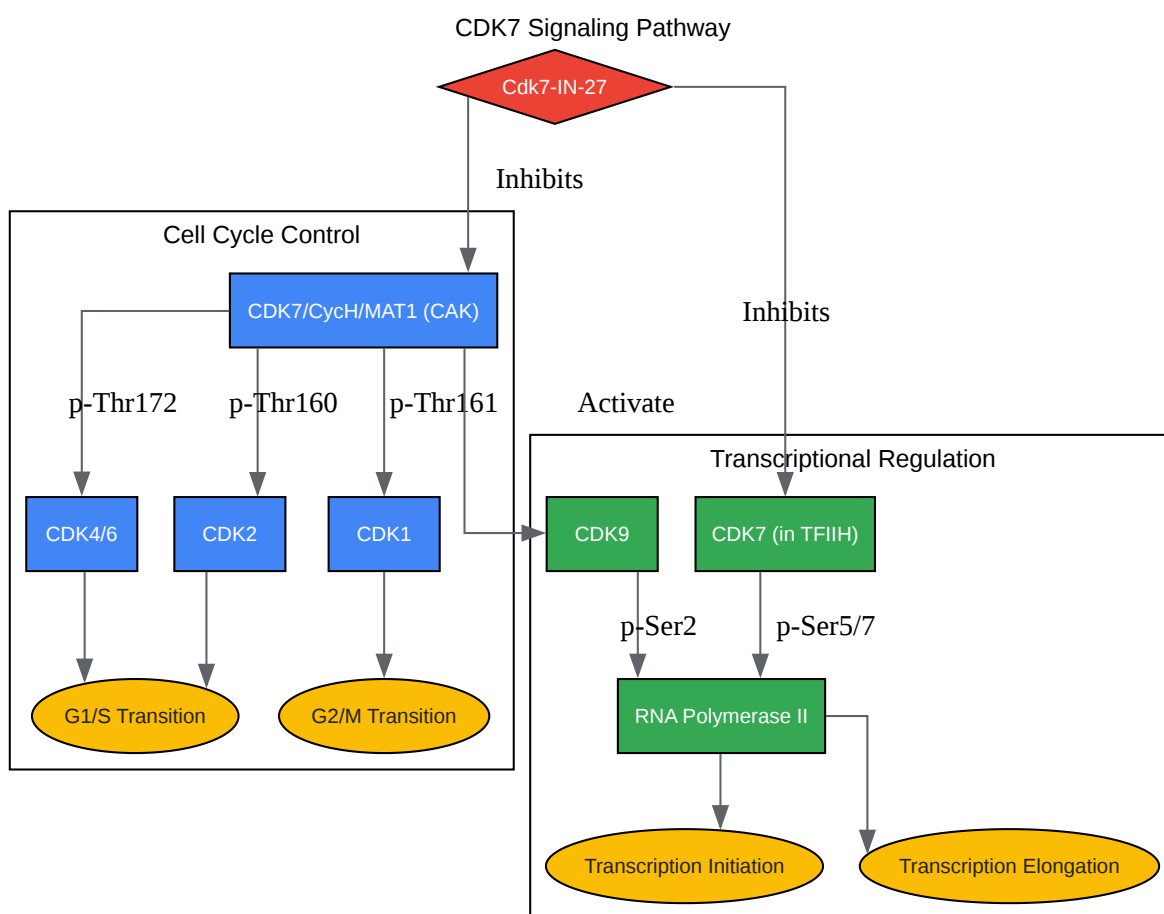 CDK7 Signaling Pathway
Cdk7-IN-27
Inhibits
Cell Cycle Control
CDK7/CycH/MAT1 (CAK)
Inhibits
p-Thr172
p-Thr160
p-Thr161
Activate
Transcriptional Regulation
CDK4/6
CDK2
CDK1
CDK9
CDK7 (in TFIIH)
p-Ser2
p-Ser5/7
G1/S Transition
G2/M Transition
RNA Polymerase II
Transcription Initiation
Transcription Elongation